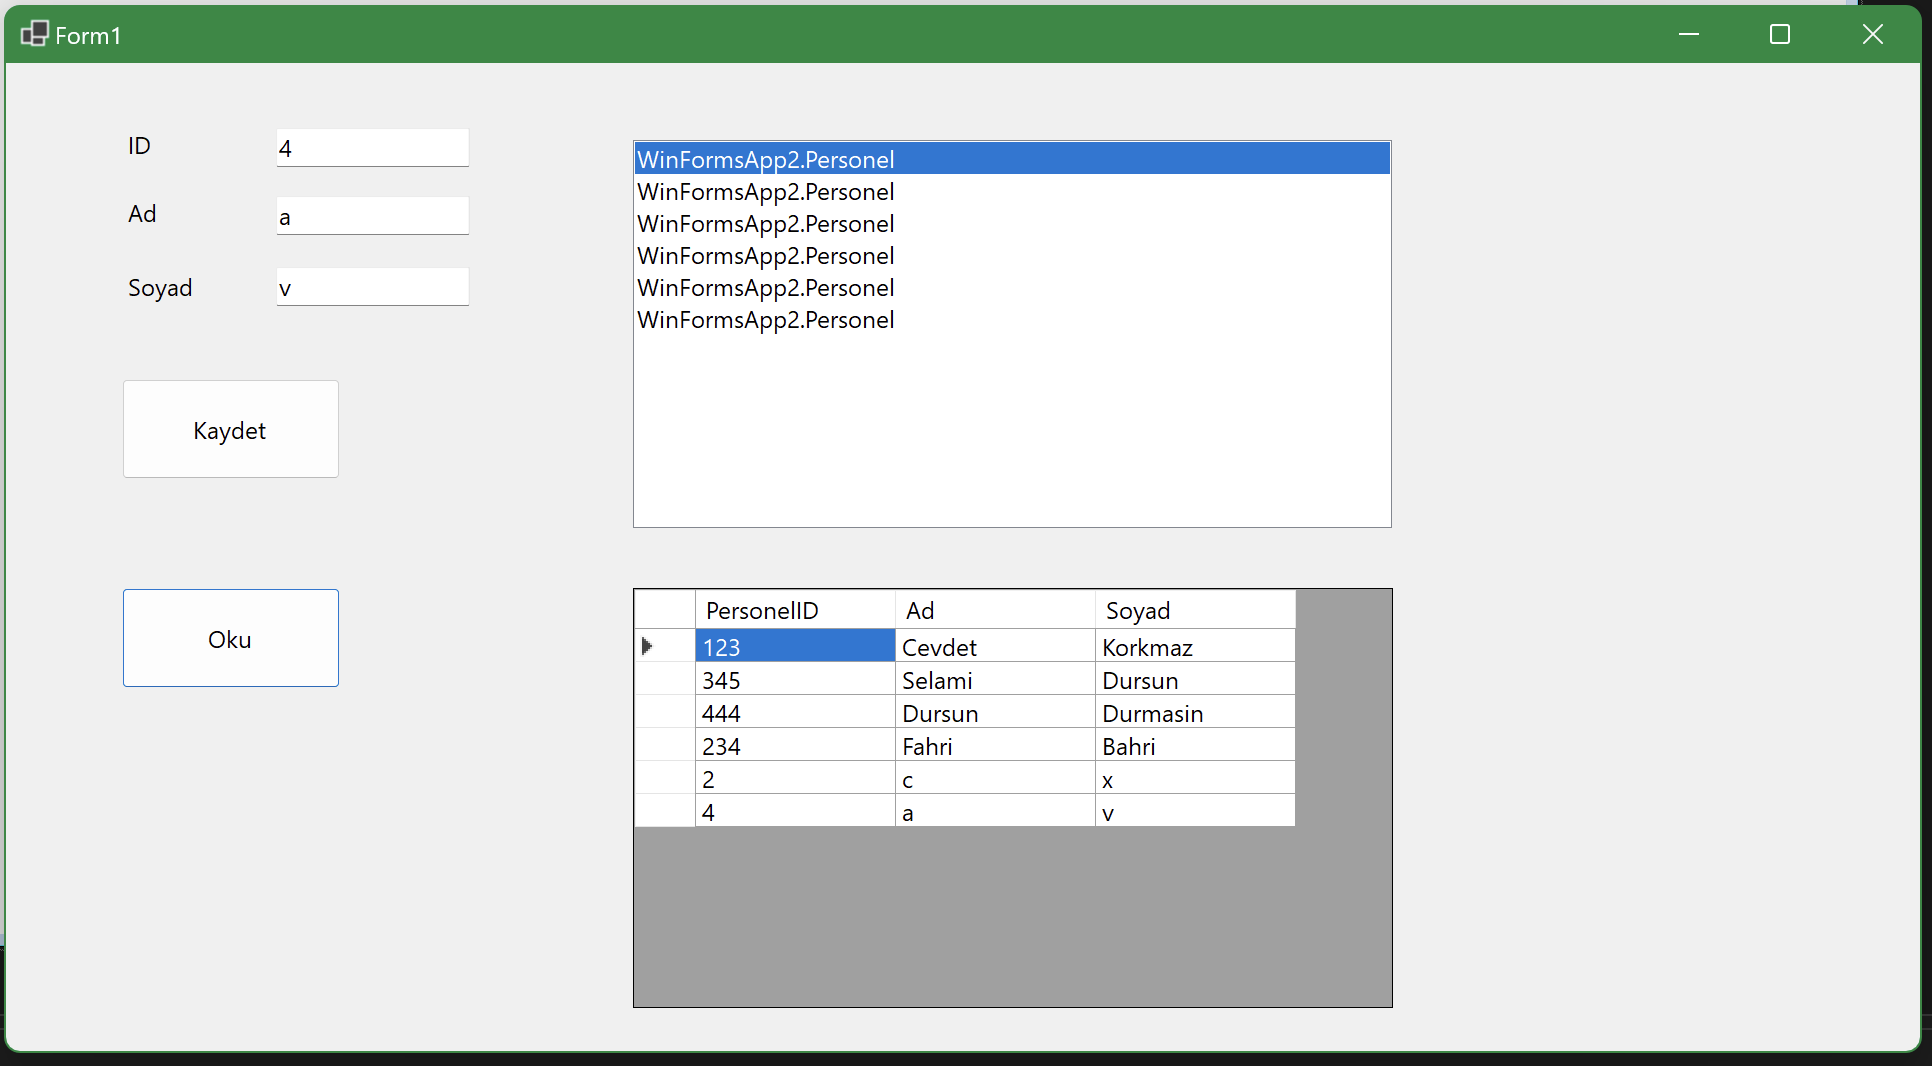 Form1
ID 4
Ad a
Soyad v
Kaydet
Oku
WinFormsApp2.Personel
WinFormsApp2.Personel
WinFormsApp2.Personel
WinFormsApp2.Personel
WinFormsApp2.Personel
WinFormsApp2.Personel
PersonelID Ad Soyad
123 Cevdet Korkmaz
345 Selami Dursun
444 Dursun Durmasin
234 Fahri Bahri
2 c x
4 a v